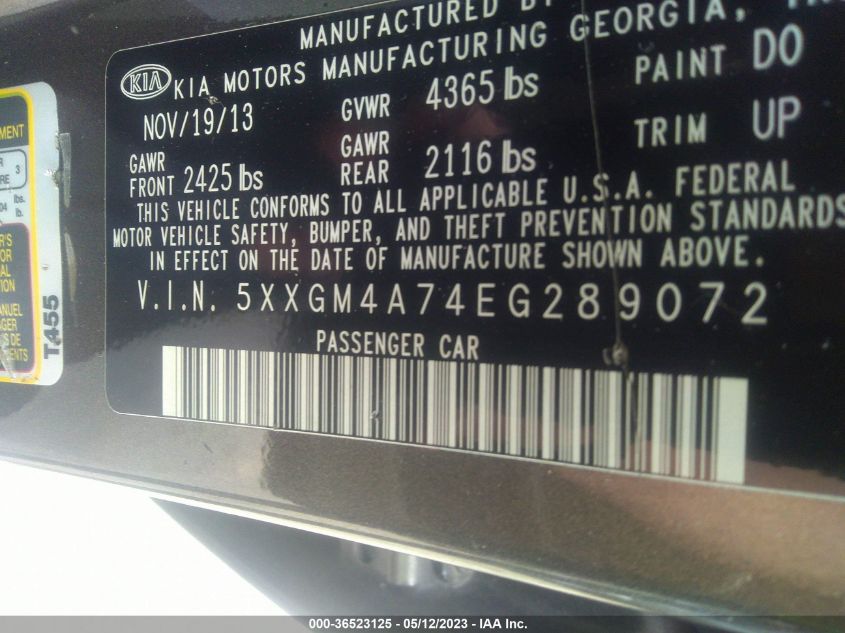 MANUFACTURED BY
KIA KIA MOTORS MANUFACTURING GEORGIA,
NOV/19/13 GVWR 4365 lbs PAINT DO
GAWR FRONT 2425 lbs GAWR REAR 2116 lbs TRIM UP
THIS VEHICLE CONFORMS TO ALL APPLICABLE U.S.A. FEDERAL
MOTOR VEHICLE SAFETY, BUMPER, AND THEFT PREVENTION STANDARDS
IN EFFECT ON THE DATE OF MANUFACTURE SHOWN ABOVE.
V.I.N. 5XXGM4A74EG289072
PASSENGER CAR
T455
000-36523125 - 05/12/2023 - IAA Inc.